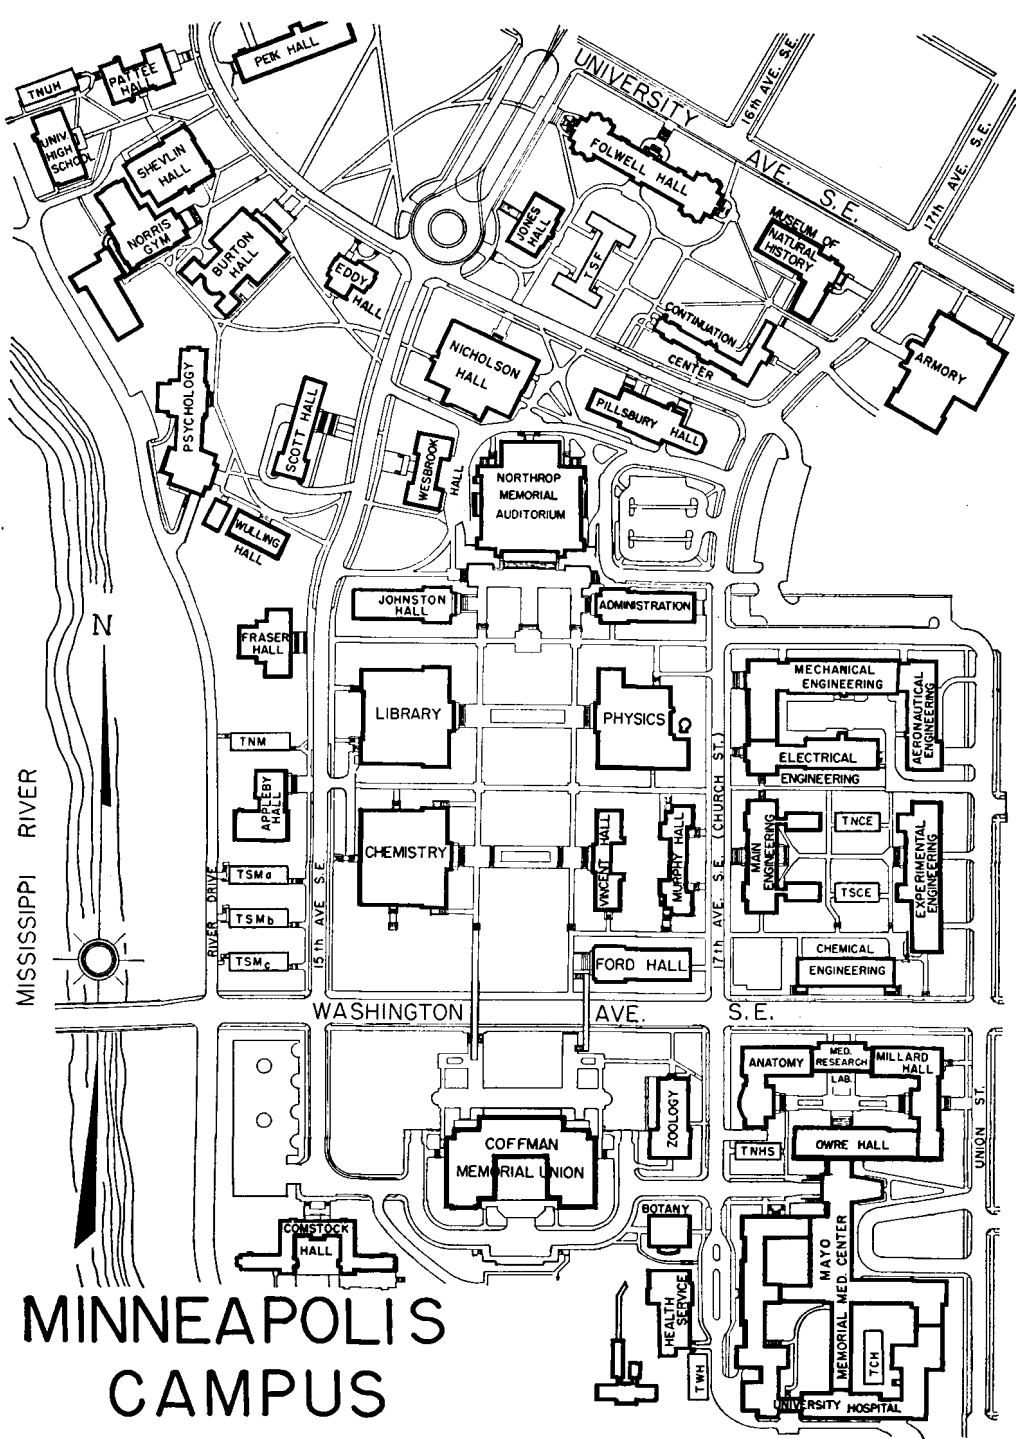 PEIK HALL
TNUH
PATTEE
HALL
UNIV.
HIGH
SCHOOL
SHEVLIN
HALL
NORRIS
GYM
BURTON
HALL
EDDY
HALL
UNIVERSITY
AVE. S.E.
16th AVE. S.E.
17th AVE. S.E.
FOLWELL HALL
JONES
HALL
TSF
MUSEUM OF
NATURAL
HISTORY
CONTINUATION
CENTER
ARMORY
NICHOLSON
HALL
PILLSBURY HALL
PSYCHOLOGY
SCOTT HALL
WESBROOK
HALL
NORTHROP
MEMORIAL
AUDITORIUM
WULLING
HALL
JOHNSTON
HALL
ADMINISTRATION
N
FRASER
HALL
LIBRARY
PHYSICS
MECHANICAL
ENGINEERING
AERONAUTICAL
ENGINEERING
ELECTRICAL
ENGINEERING
TNM
APPLEBY
HALL
CHEMISTRY
VINCENT HALL
MURPHY HALL
17th AVE. S.E. (CHURCH ST.)
MAIN
ENGINEERING
TNCE
TSCE
EXPERIMENTAL
ENGINEERING
MISSISSIPPI RIVER
RIVER DRIVE
TSMa
TSMb
TSMc
15th AVE S.E.
FORD HALL
CHEMICAL
ENGINEERING
WASHINGTON AVE. S.E.
ANATOMY
MED.
RESEARCH
LAB.
MILLARD
HALL
UNION ST.
ZOOLOGY
TNHS
OWRE HALL
COFFMAN
MEMORIAL UNION
BOTANY
COMSTOCK
HALL
MAYO
MEMORIAL MED. CENTER
HEALTH
SERVICE
TWH
TCH
UNIVERSITY HOSPITAL
MINNEAPOLIS
CAMPUS